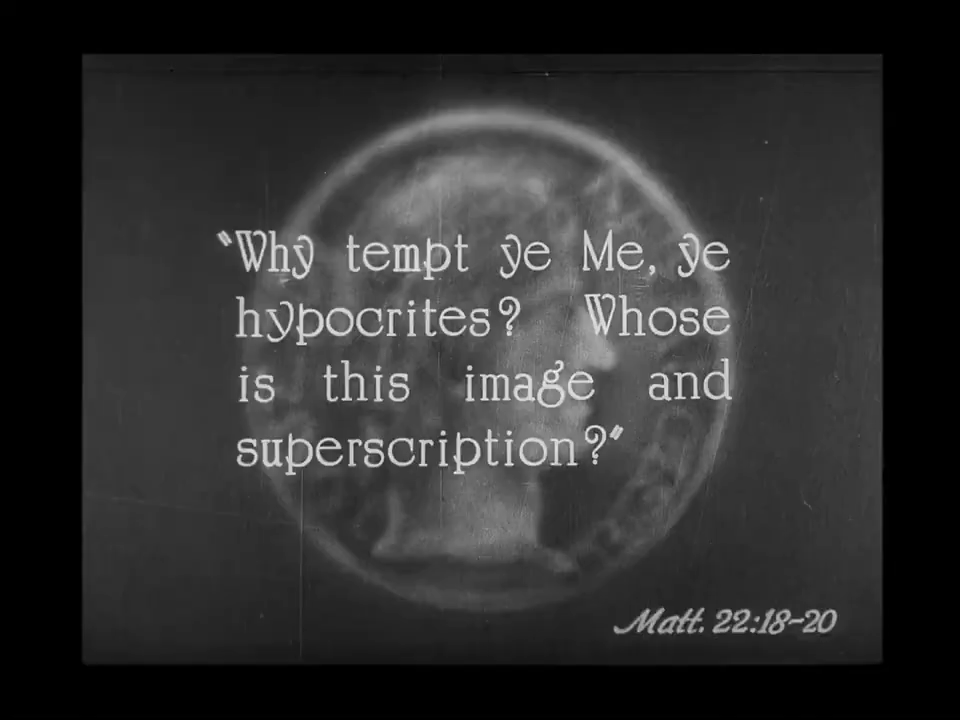 "Why tempt ye Me, ye
hypocrites? Whose
is this image and
superscription?"
Matt. 22:18-20